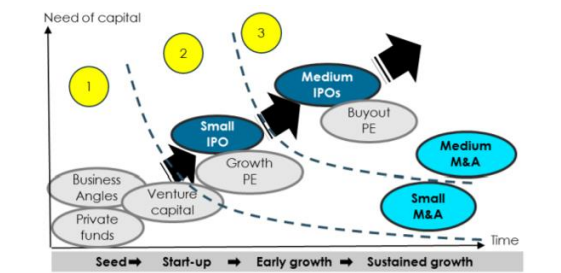 Need of capital
1
2
3
Medium
IPOs
Buyout
PE
Small
IPO
Growth
PE
Medium
M&A
Business
Angles
Venture
capital
Small
M&A
Private
funds
Time
Seed➡ Start-up ➡ Early growth ➡ Sustained growth